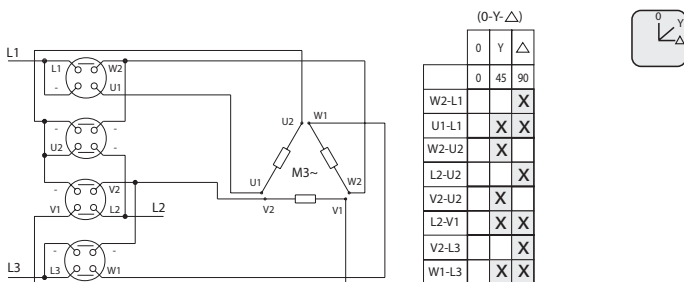 (0-Y-△)
0 Y
0 Y △
△
L1
L1 W2
- U1
0 45 90
W2-L1 X
U2 W1
U1-L1 X X
- -
U2 -
W2-U2 X
M3~
L2-U2 X
- V2
U1 W2
V2-U2 X
V1 L2 L2
V2 V1
L2-V1 X X
- -
V2-L3 X
L3
L3 W1
W1-L3 X X